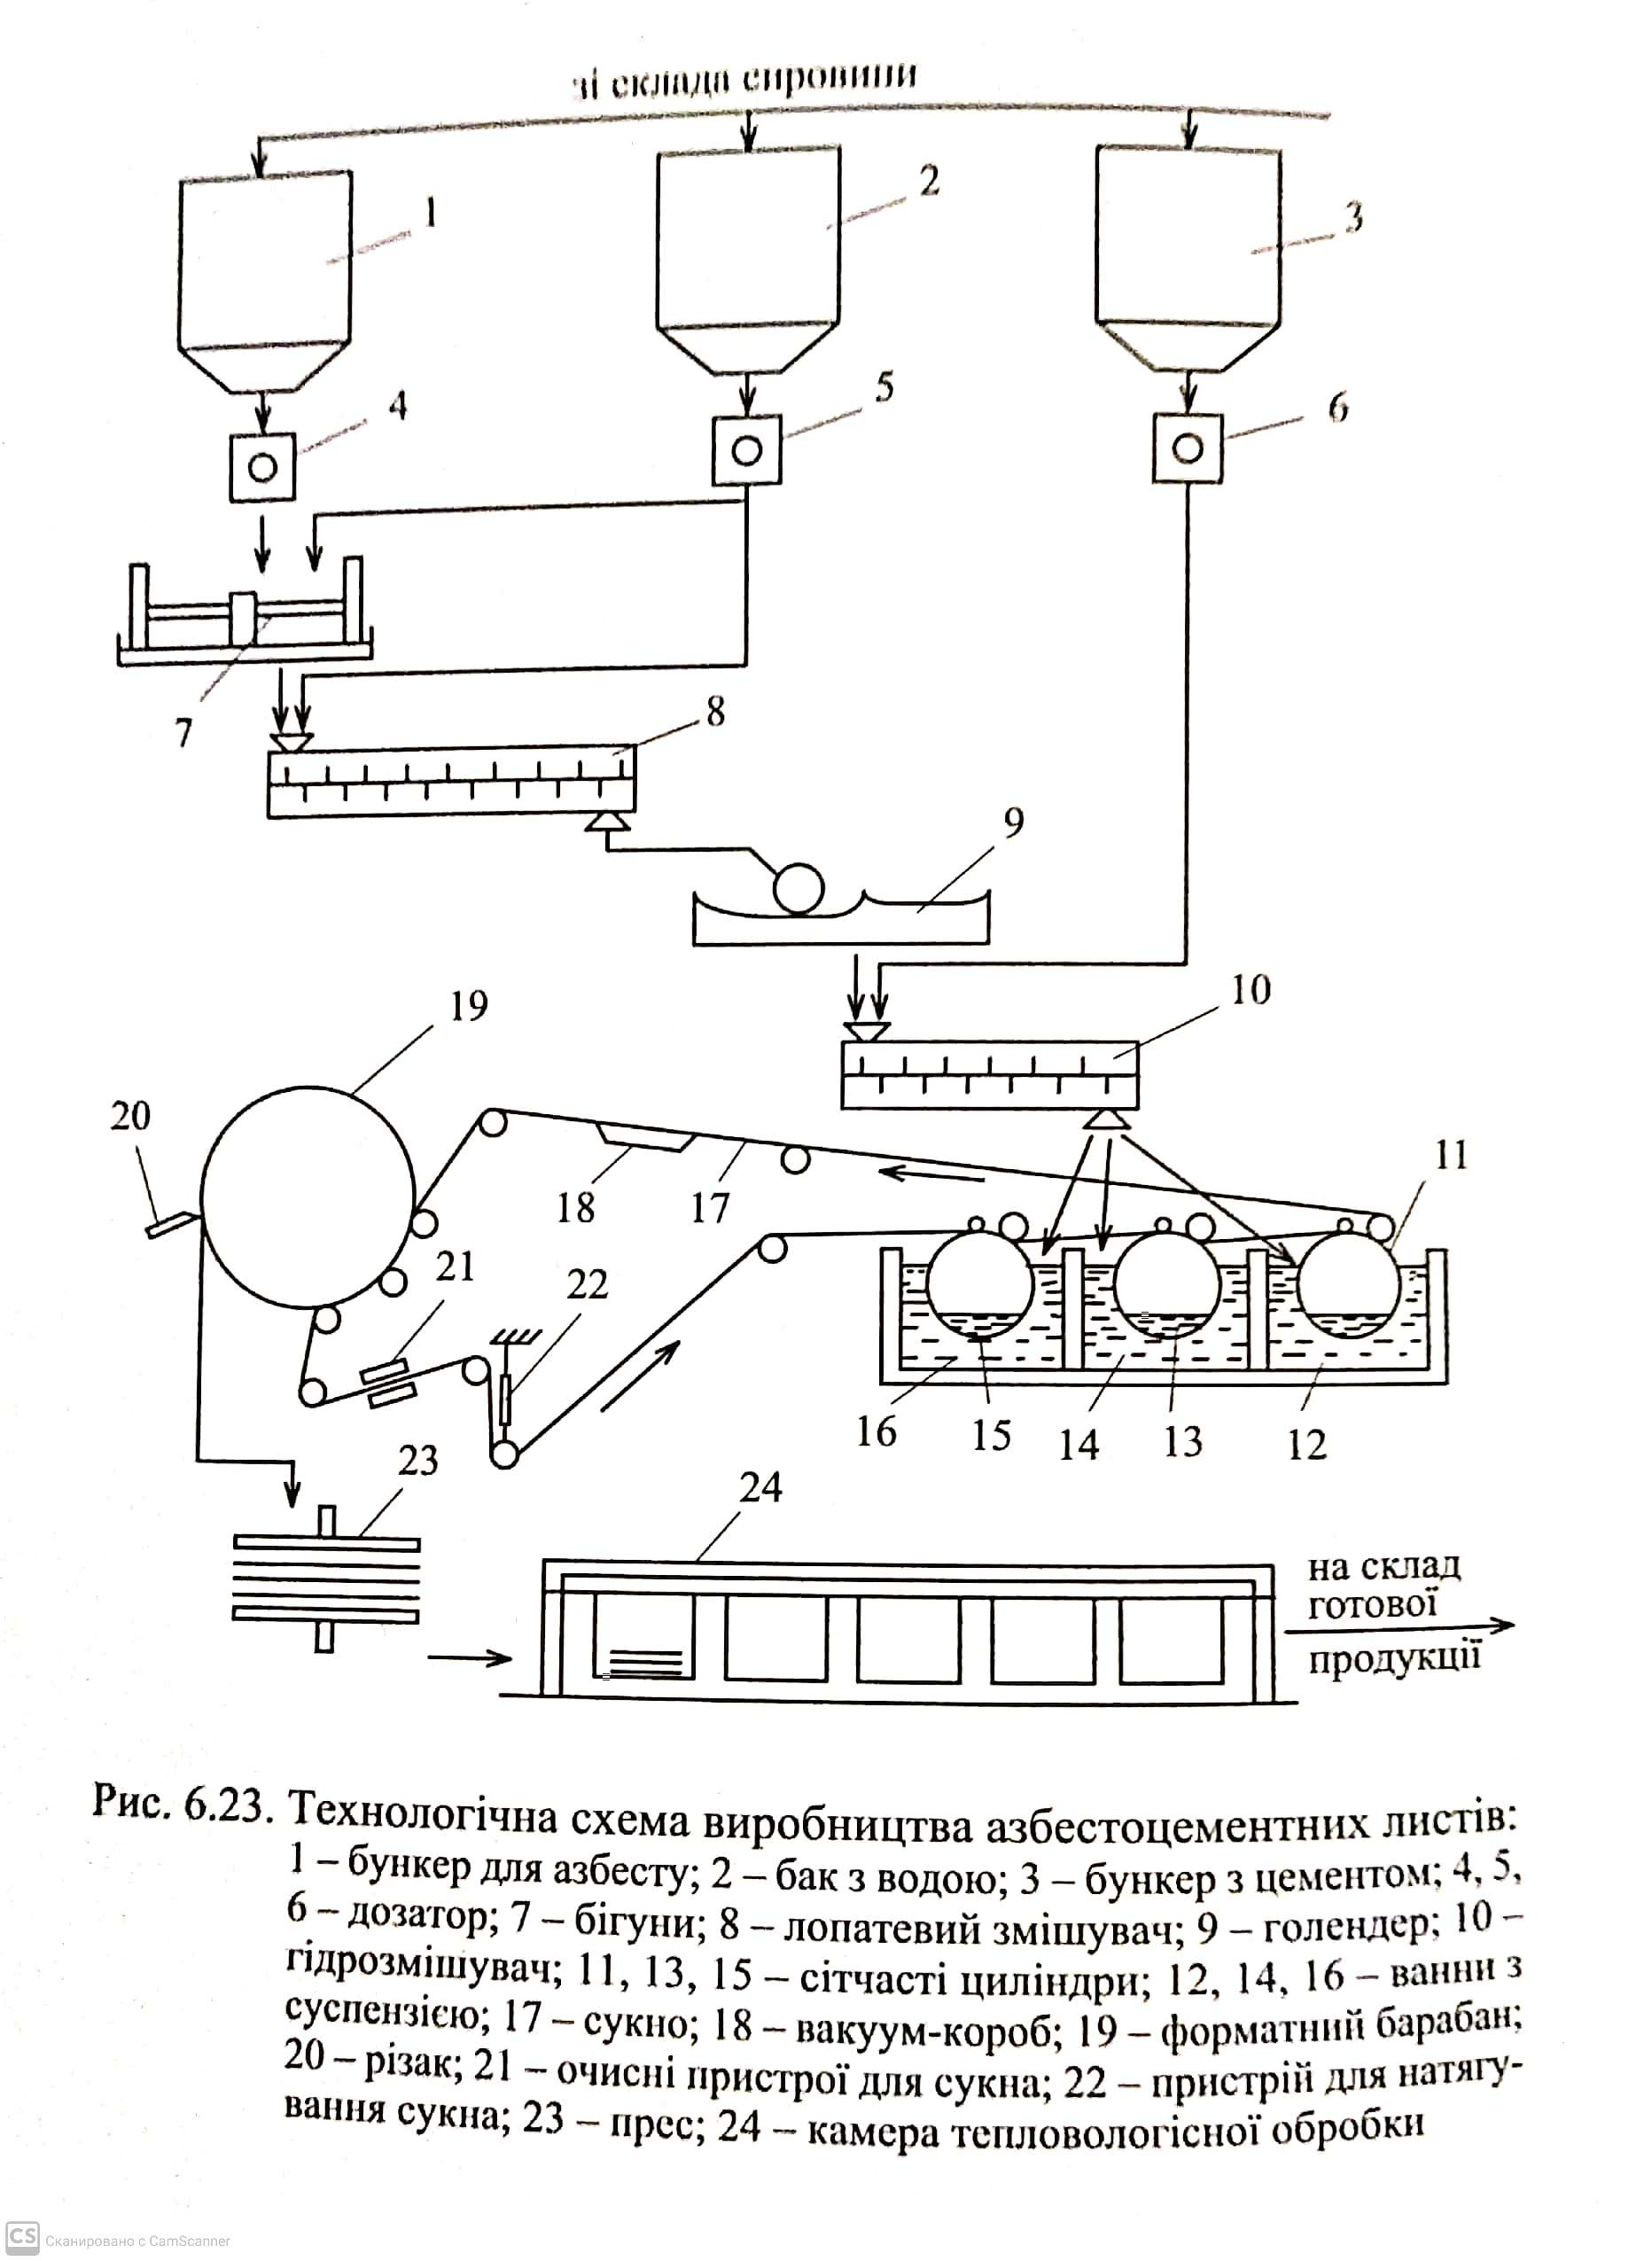 зі склада сировини
1
2
3
4
5
6
7
8
9
10
19
20
11
18
17
21
22
16
15
14
13
12
23
24
на склад
готової
продукції
Рис. 6.23. Технологічна схема виробництва азбестоцементних листів:
1 – бункер для азбесту; 2 – бак з водою; 3 – бункер з цементом; 4, 5,
6 – дозатор; 7 – бігуни; 8 – лопатевий змішувач; 9 – голендер; 10 –
гідрозмішувач; 11, 13, 15 – сітчасті циліндри; 12, 14, 16 – ванни з
суспензією; 17 – сукно; 18 – вакуум-короб; 19 – форматний барабан;
20 – різак; 21 – очисні пристрої для сукна; 22 – пристрій для натягу-
вання сукна; 23 – прес; 24 – камера тепловологісної обробки
CS Сканировано с CamScanner